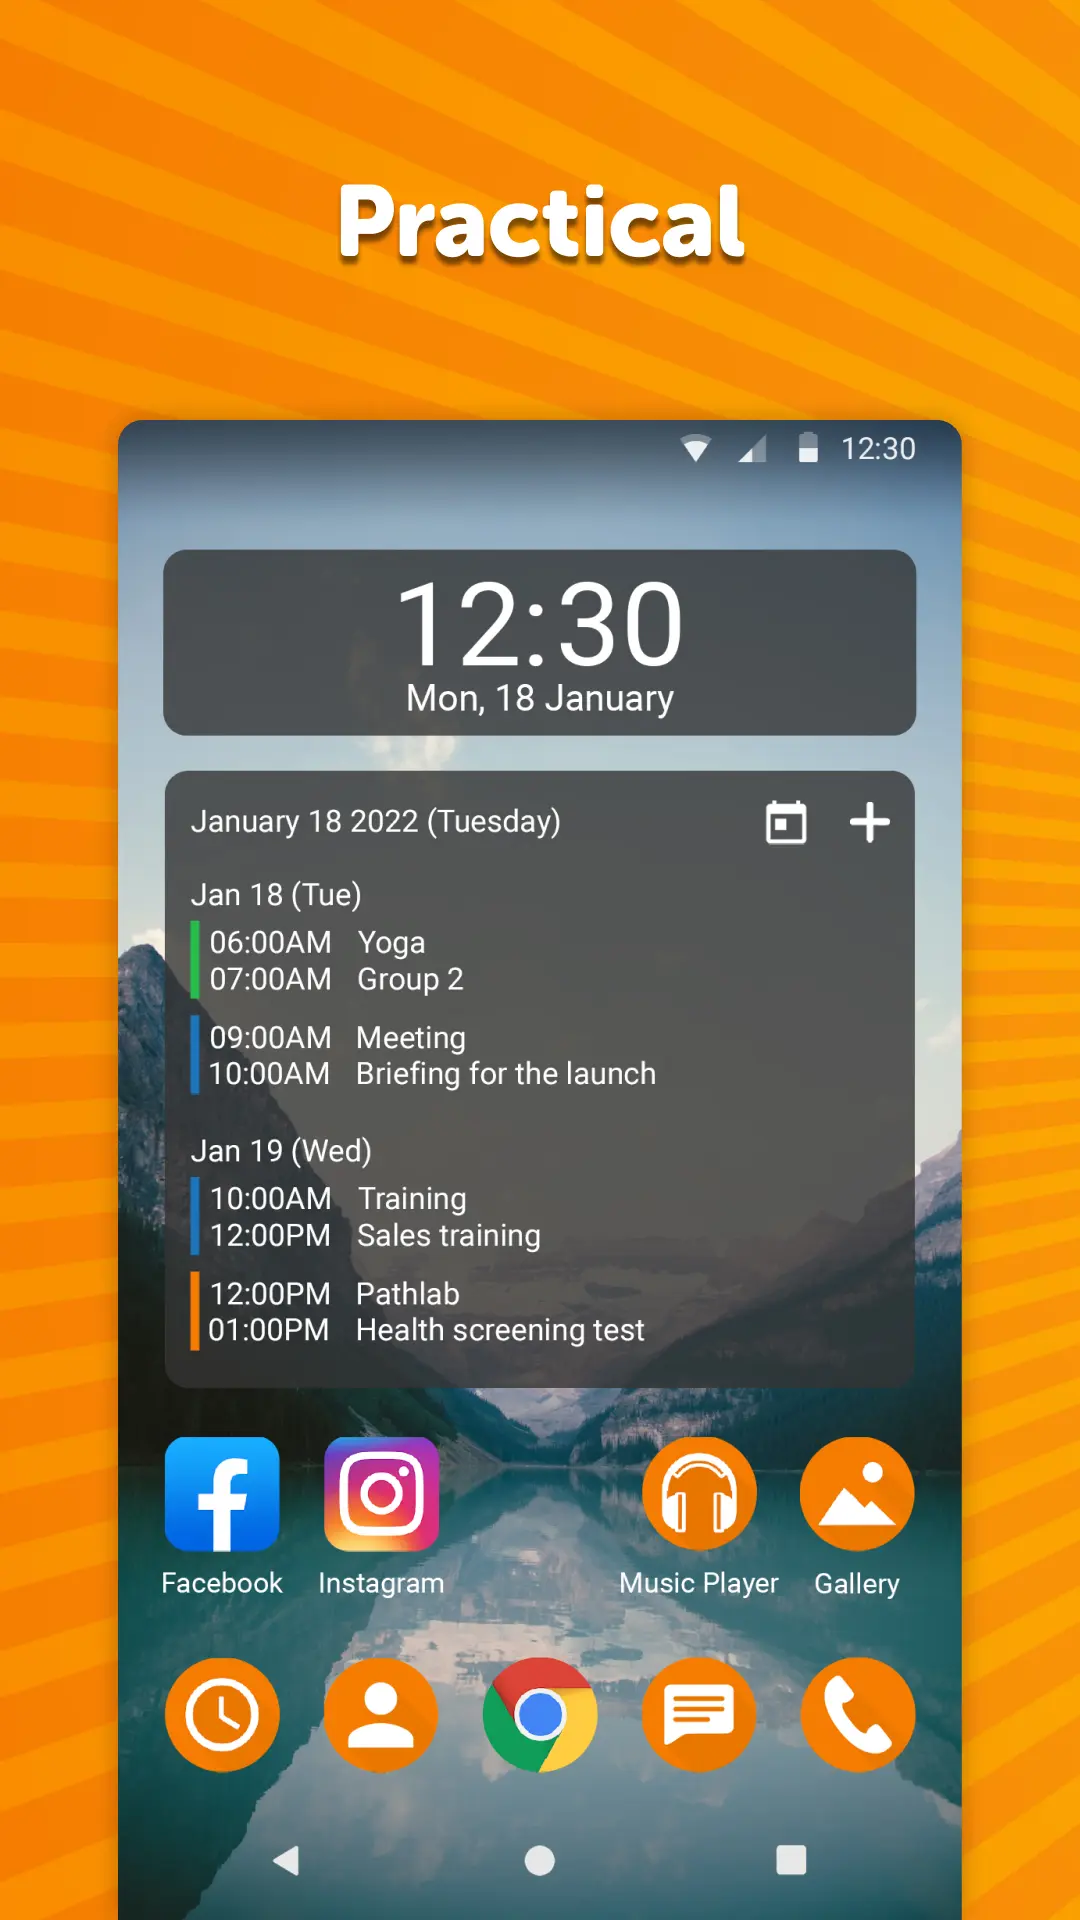 Practical
12:30
12:30
Mon, 18 January
January 18 2022 (Tuesday)
Jan 18 (Tue)
06:00AM Yoga
07:00AM Group 2
09:00AM Meeting
10:00AM Briefing for the launch
Jan 19 (Wed)
10:00AM Training
12:00PM Sales training
12:00PM Pathlab
01:00PM Health screening test
Facebook Instagram Music Player Gallery